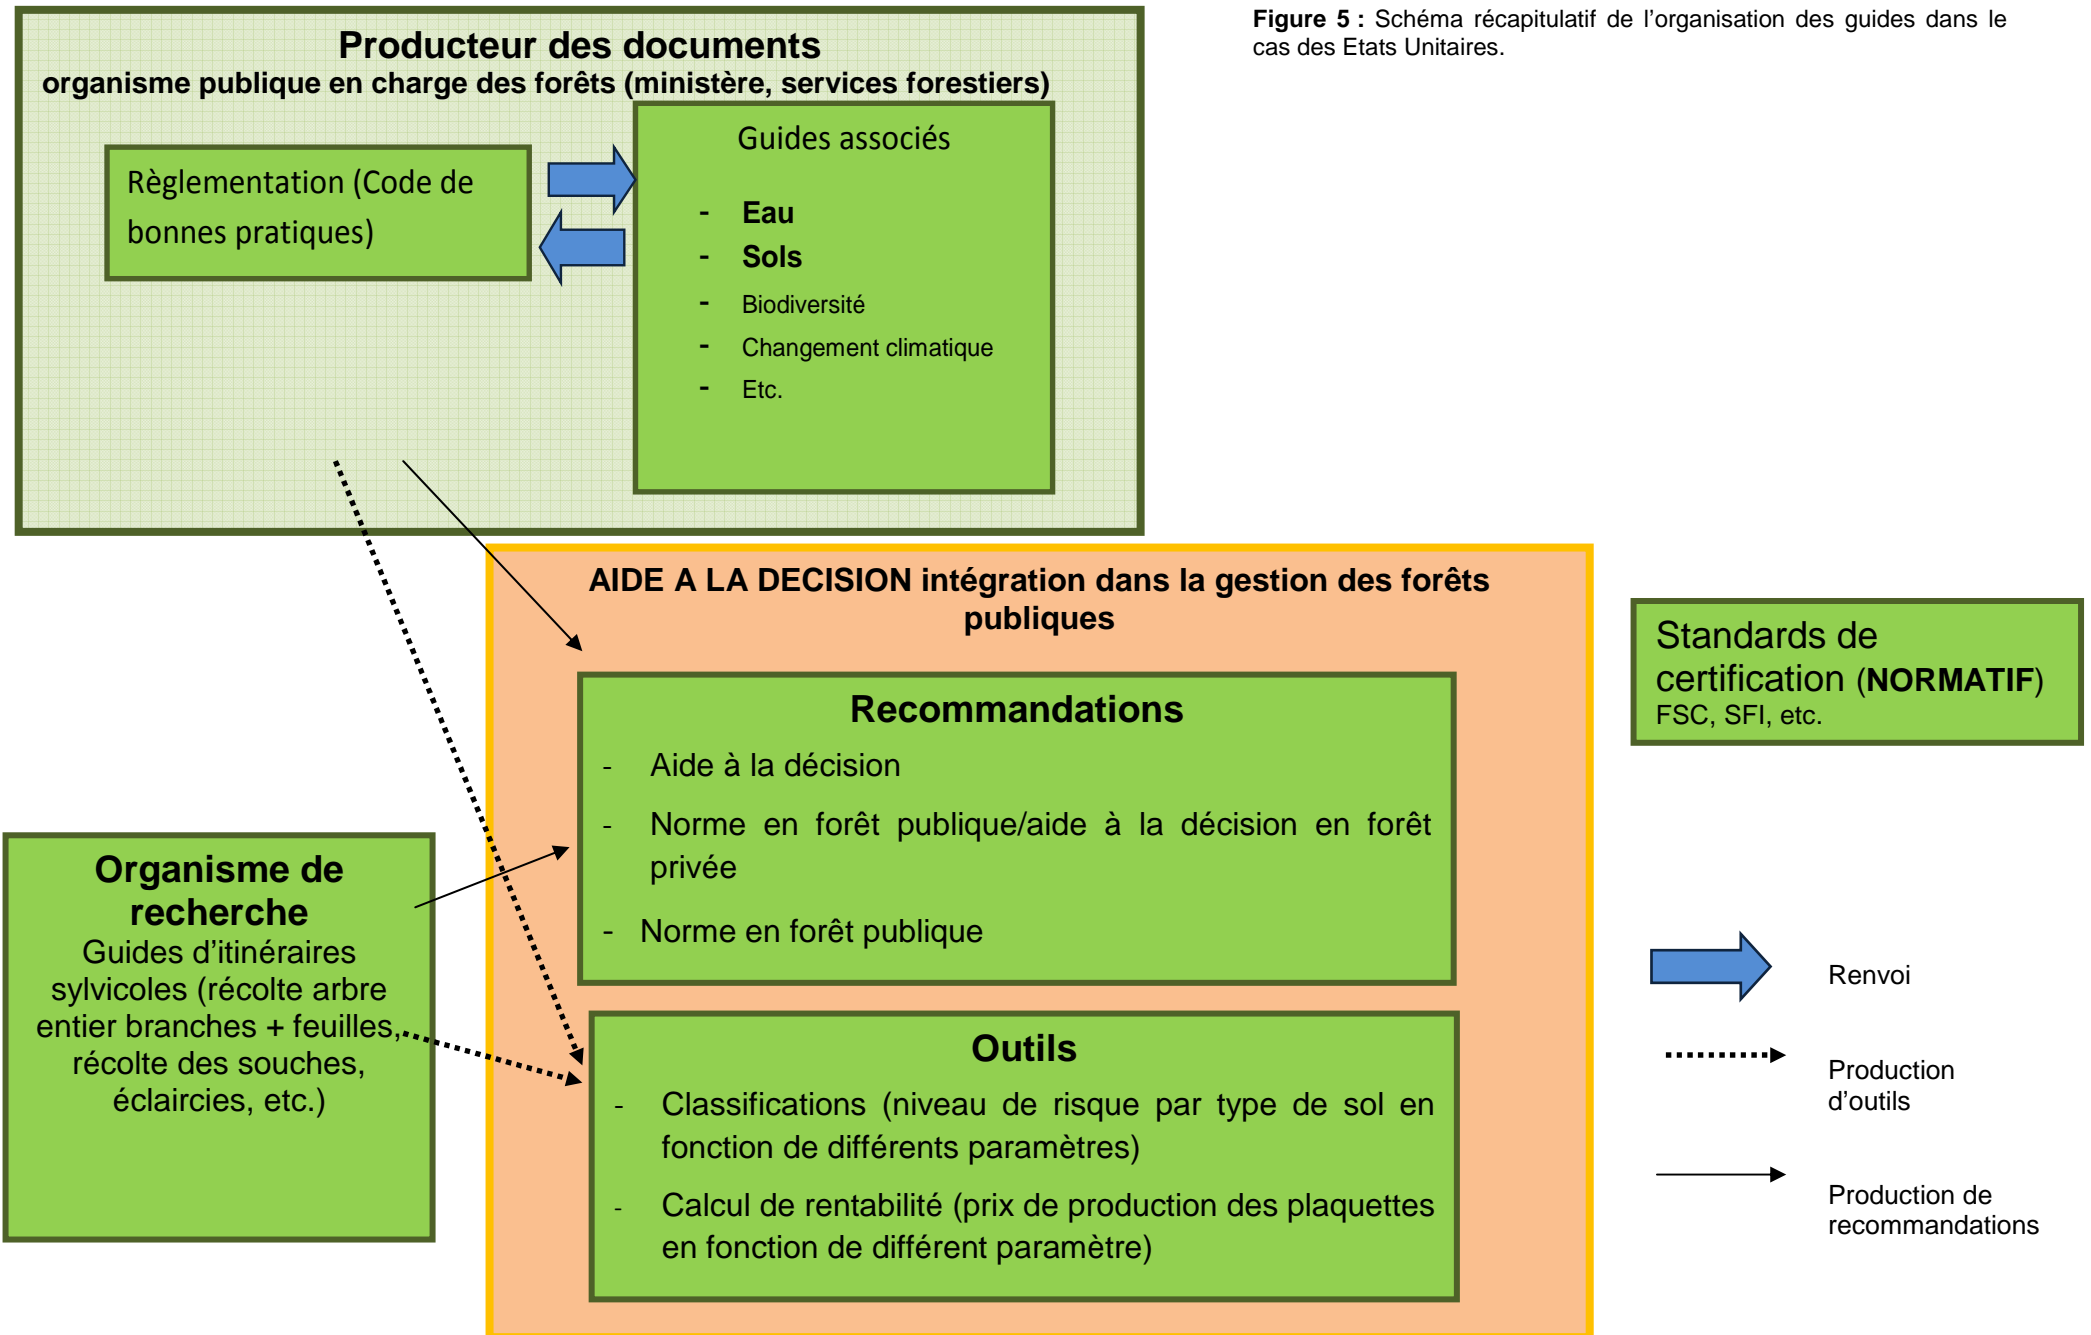 Figure 5 : Schéma récapitulatif de l’organisation des guides dans le
cas des Etats Unitaires.
Producteur des documents
organisme publique en charge des forêts (ministère, services forestiers)
Règlementation (Code de
bonnes pratiques)
Guides associés
- Eau
- Sols
- Biodiversité
- Changement climatique
- Etc.
AIDE A LA DECISION intégration dans la gestion des forêts
publiques
Recommandations
- Aide à la décision
- Norme en forêt publique/aide à la décision en forêt
privée
- Norme en forêt publique
Standards de
certification (NORMATIF)
FSC, SFI, etc.
Organisme de
recherche
Guides d’itinéraires
sylvicoles (récolte arbre
entier branches + feuilles,
récolte des souches,
éclaircies, etc.)
Outils
- Classifications (niveau de risque par type de sol en
fonction de différents paramètres)
- Calcul de rentabilité (prix de production des plaquettes
en fonction de différent paramètre)
Renvoi
Production
d’outils
Production de
recommandations